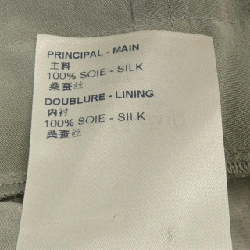 PRINCIPAL - MAIN
主料
100% SOIE - SILK
桑蚕丝
DOUBLURE - LINING
内衬
100% SOIE - SILK
桑蚕丝